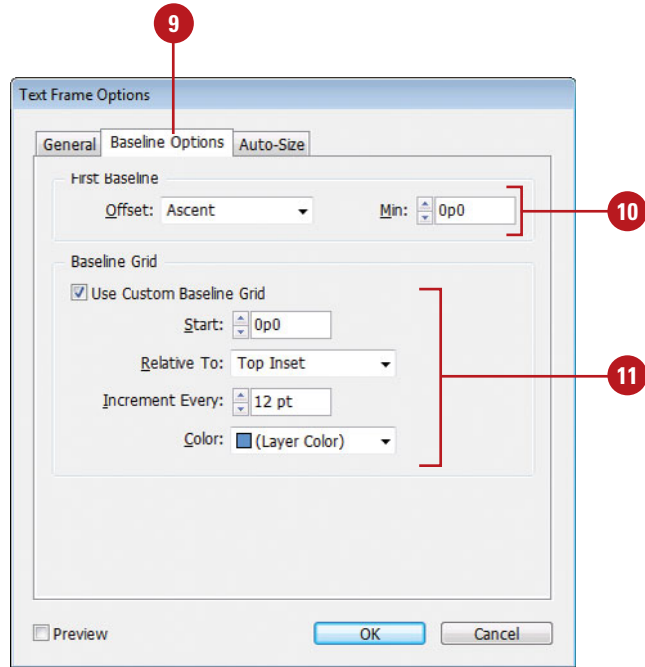 9
Text Frame Options
General Baseline Options Auto-Size
First Baseline
Offset: Ascent Min: 0p0
10
Baseline Grid
Use Custom Baseline Grid
Start: 0p0
Relative To: Top Inset
11
Increment Every: 12 pt
Color: (Layer Color)
Preview OK Cancel